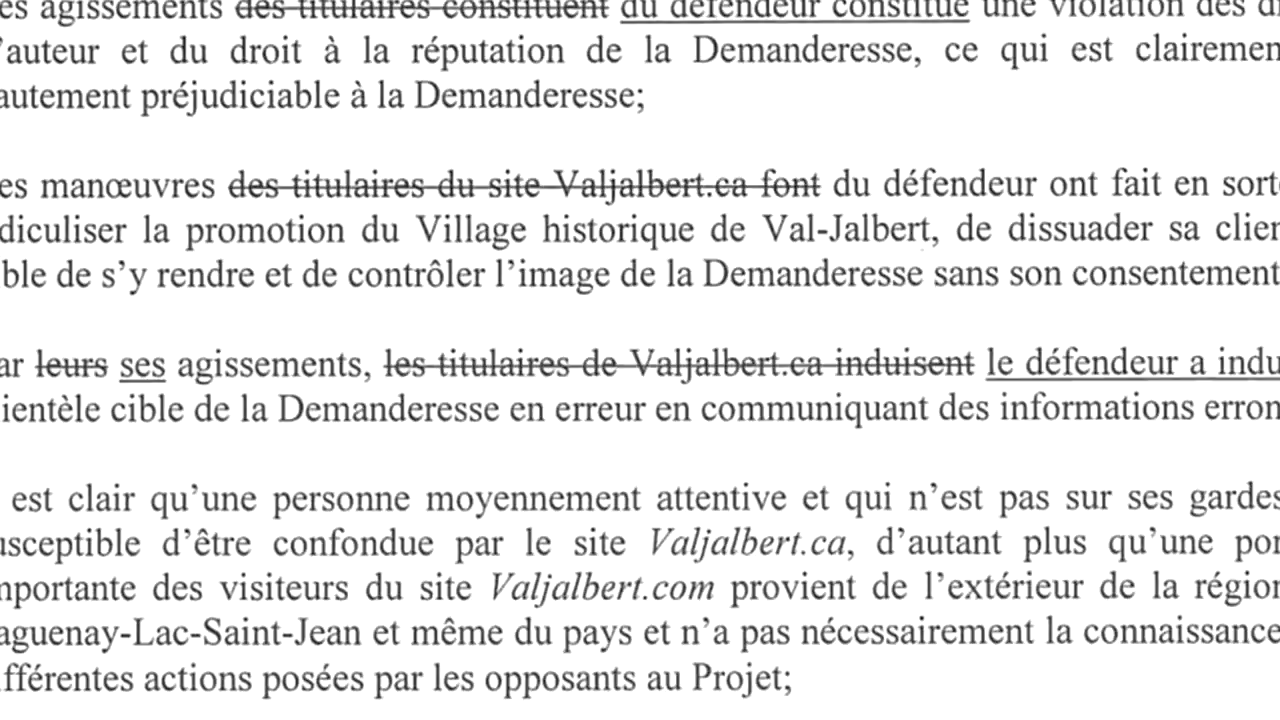 es agissements des titulaires constituent du défendeur constitue une violation des d
'auteur et du droit à la réputation de la Demanderesse, ce qui est clairemen
autement préjudiciable à la Demanderesse;
es manœuvres des titulaires du site Valjalbert.ca font du défendeur ont fait en sort
diculiser la promotion du Village historique de Val-Jalbert, de dissuader sa clien
ble de s'y rendre et de contrôler l'image de la Demanderesse sans son consentement
ar leurs ses agissements, les titulaires de Valjalbert.ca induisent le défendeur a indu
ientèle cible de la Demanderesse en erreur en communiquant des informations erron
est clair qu'une personne moyennement attentive et qui n'est pas sur ses gardes
usceptible d'être confondue par le site Valjalbert.ca, d'autant plus qu'une por
mportante des visiteurs du site Valjalbert.com provient de l'extérieur de la région
aguenay-Lac-Saint-Jean et même du pays et n'a pas nécessairement la connaissance
fférentes actions posées par les opposants au Projet;